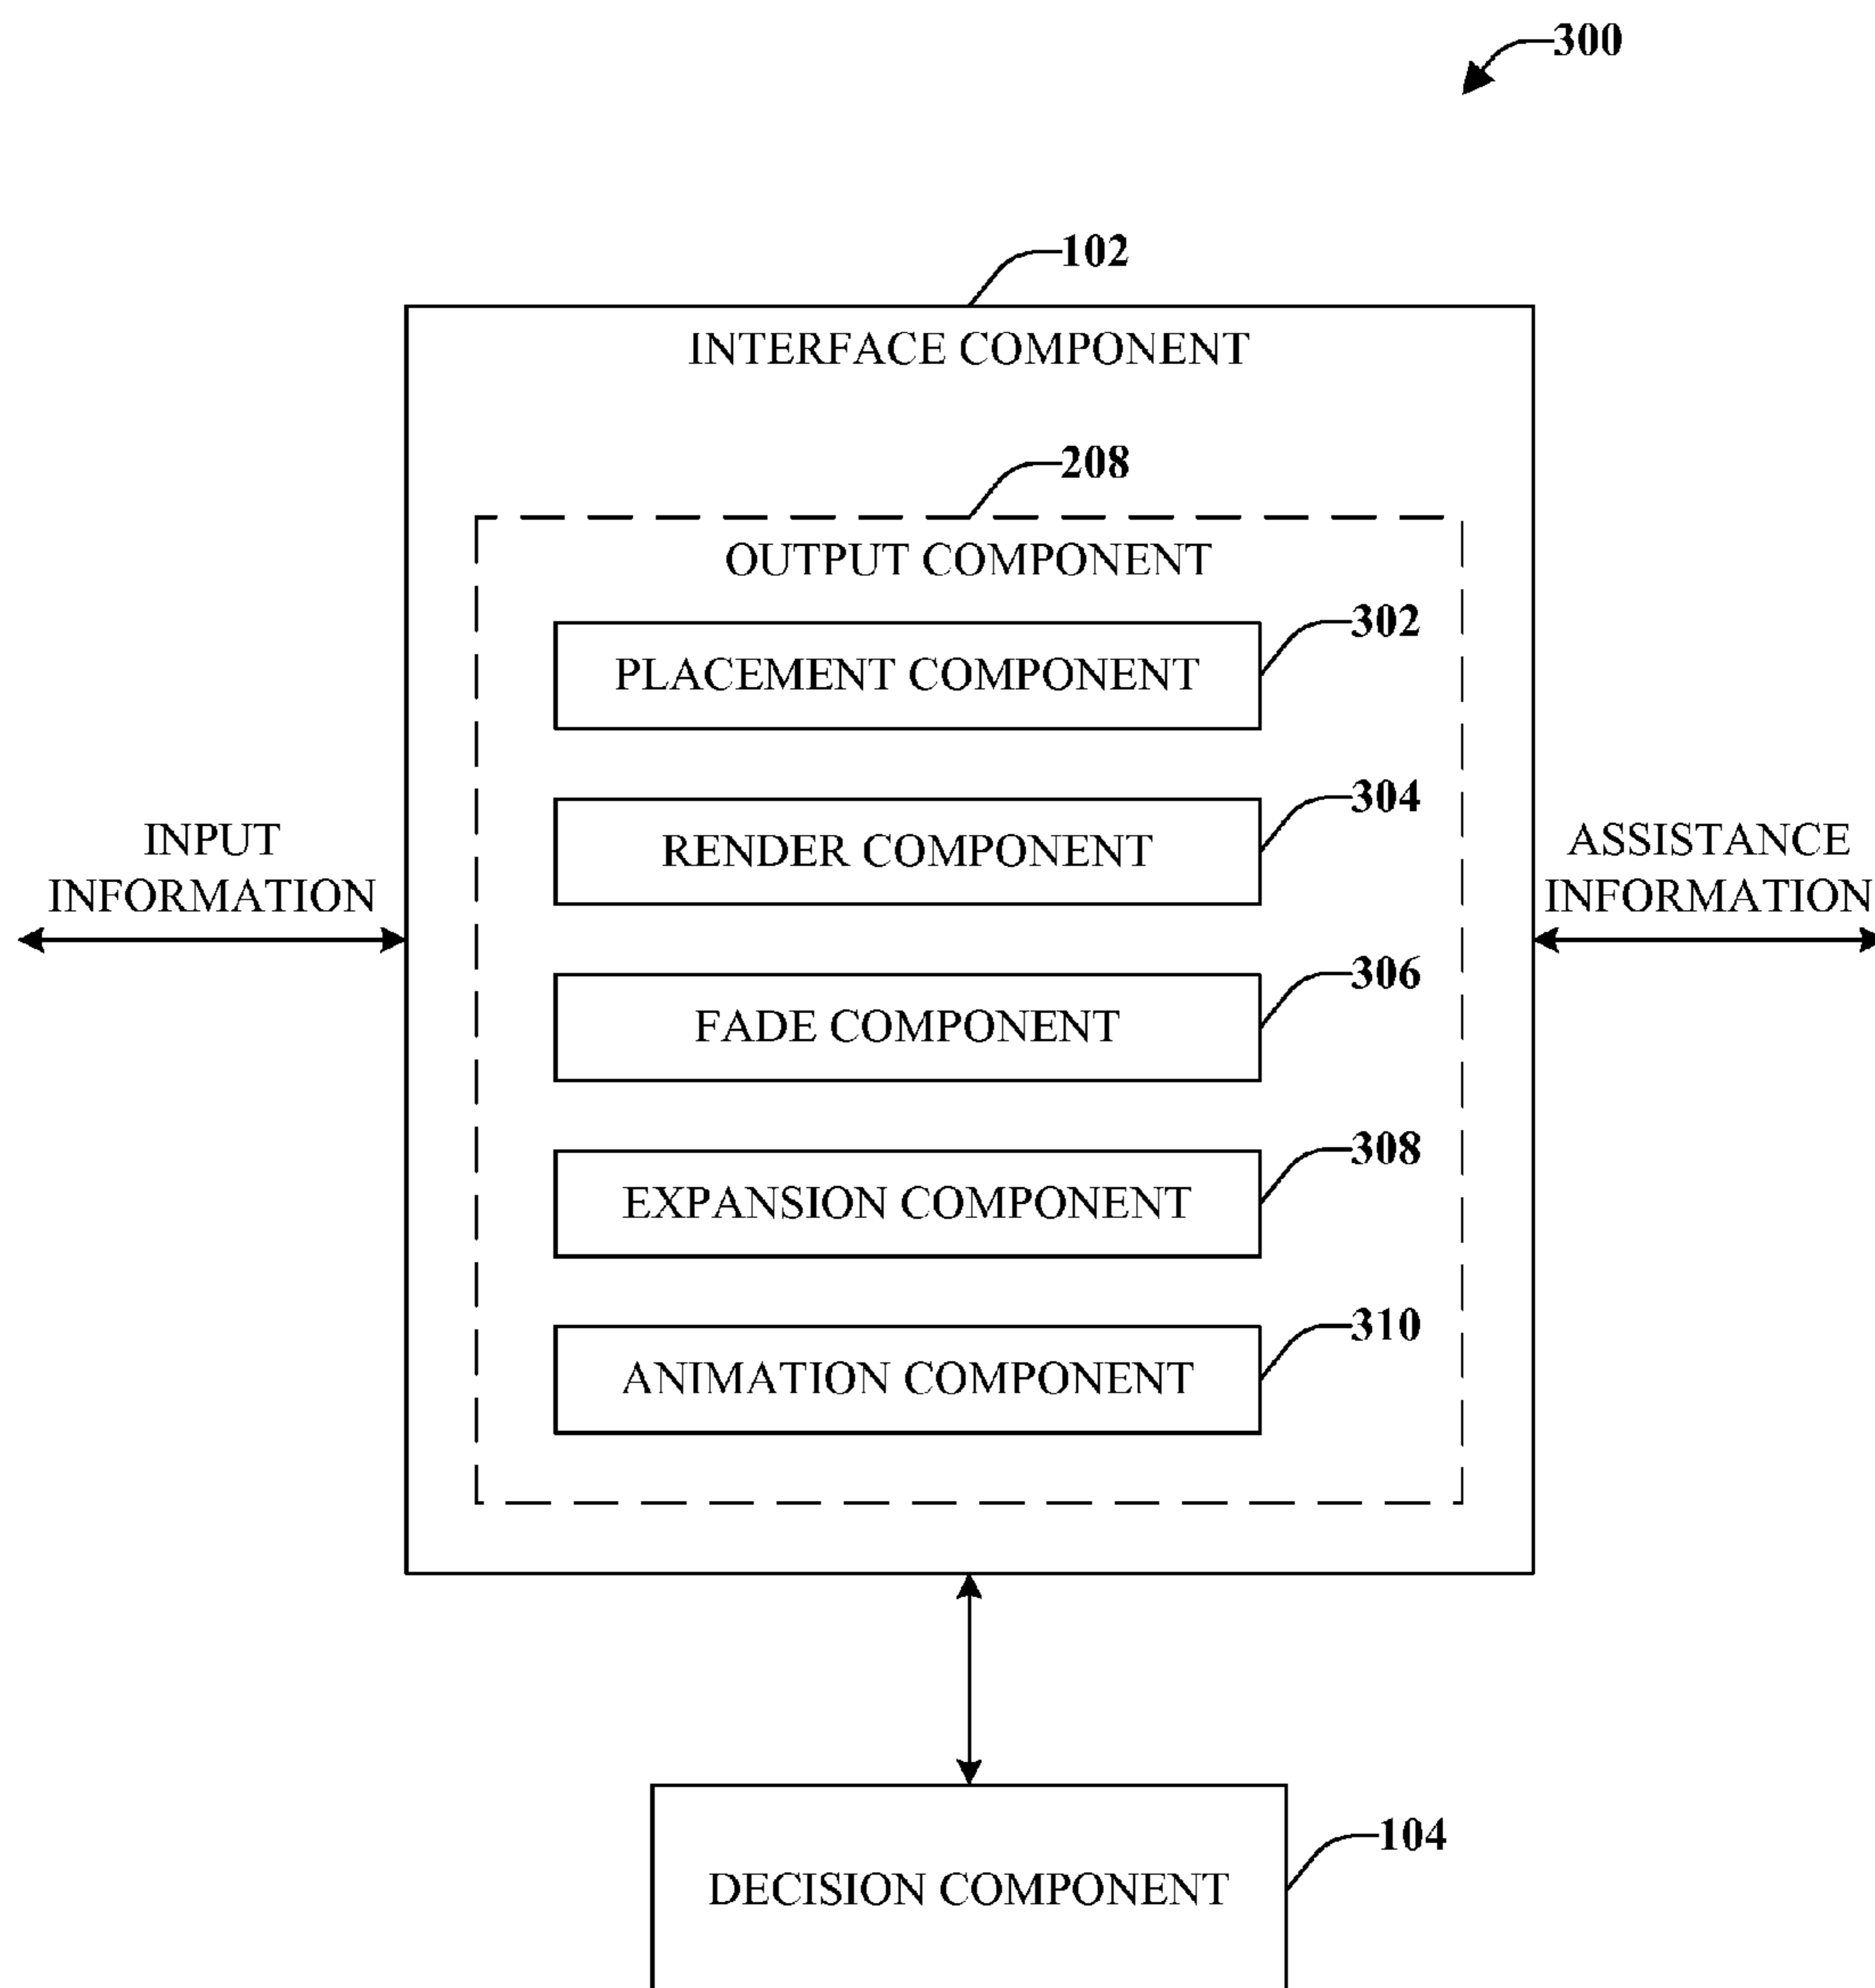 300
102
INTERFACE COMPONENT
208
OUTPUT COMPONENT
302
PLACEMENT COMPONENT
304
RENDER COMPONENT
INPUT
INFORMATION
ASSISTANCE
INFORMATION
306
FADE COMPONENT
308
EXPANSION COMPONENT
310
ANIMATION COMPONENT
104
DECISION COMPONENT